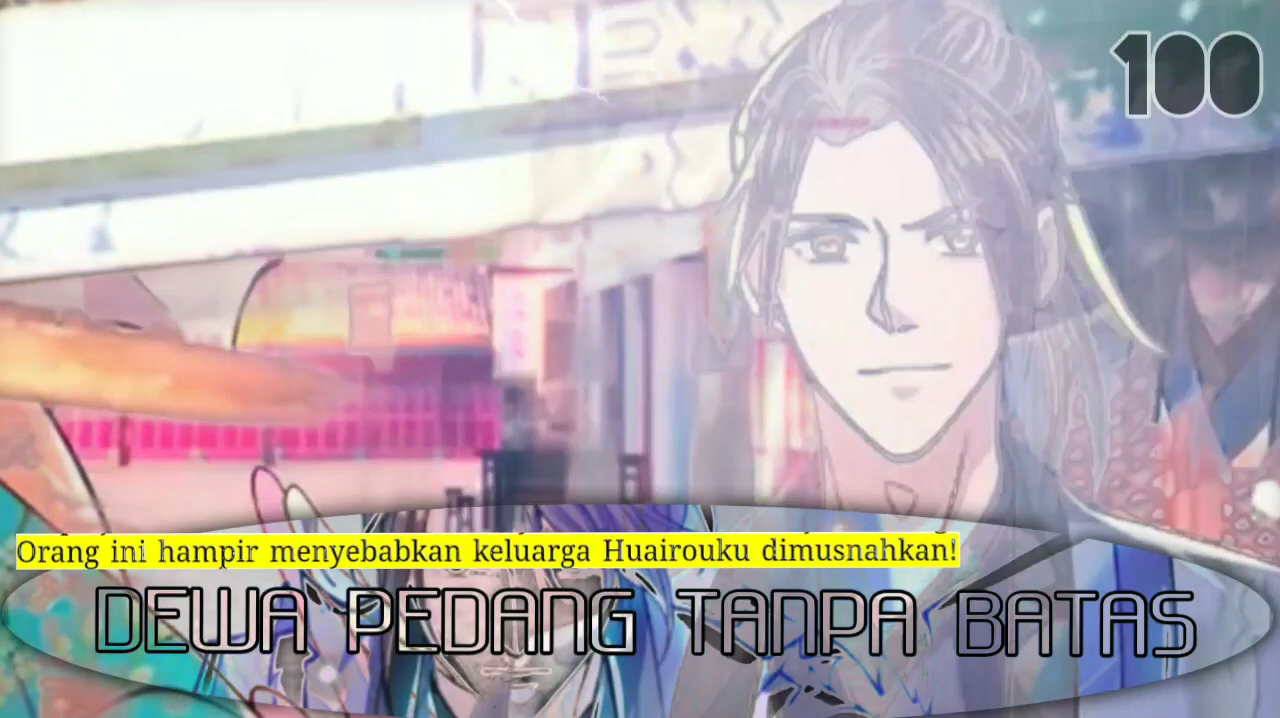 100
Orang ini hampir menyebabkan keluarga Huairouku dimusnahkan!
DEWA PEDANG TANPA BATAS